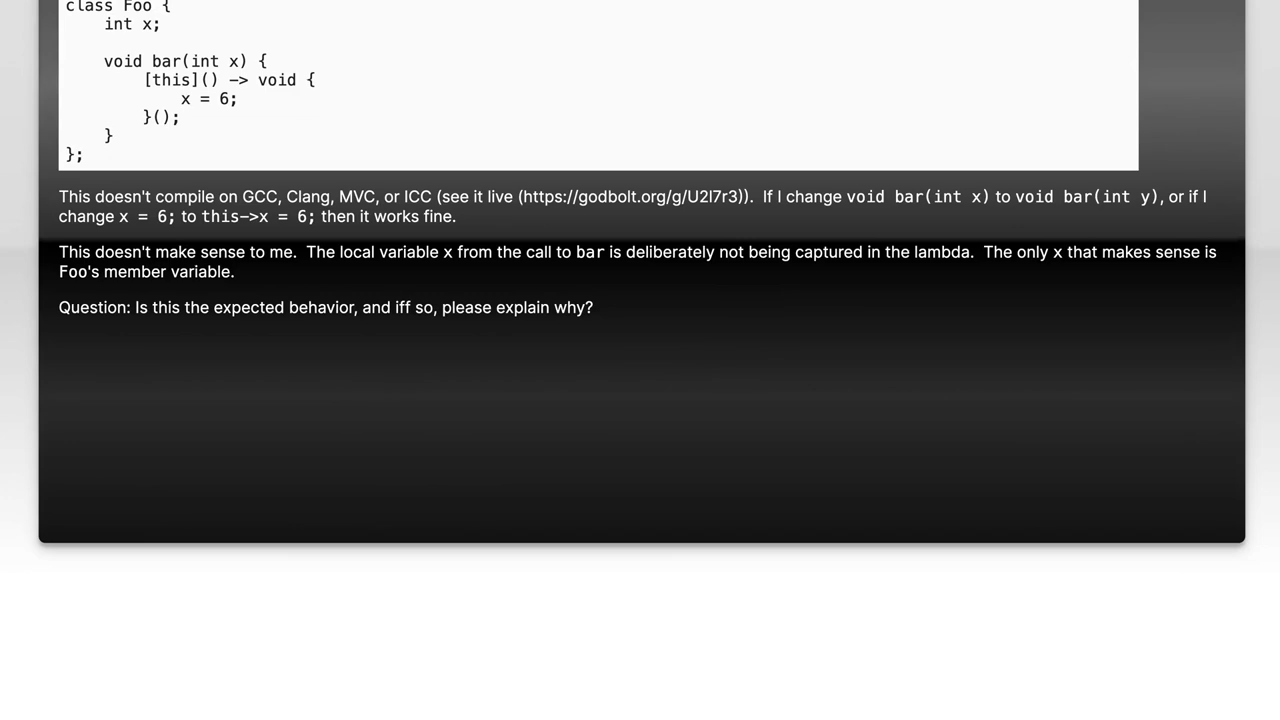 class Foo {
    int x;
    void bar(int x) {
        [this]() -> void {
            x = 6;
        }();
    }
};
This doesn't compile on GCC, Clang, MVC, or ICC (see it live (https://godbolt.org/g/U2I7r3)).  If I change void bar(int x) to void bar(int y), or if I
change x = 6; to this->x = 6; then it works fine.
This doesn't make sense to me.  The local variable x from the call to bar is deliberately not being captured in the lambda.  The only x that makes sense is
Foo's member variable.
Question: Is this the expected behavior, and iff so, please explain why?